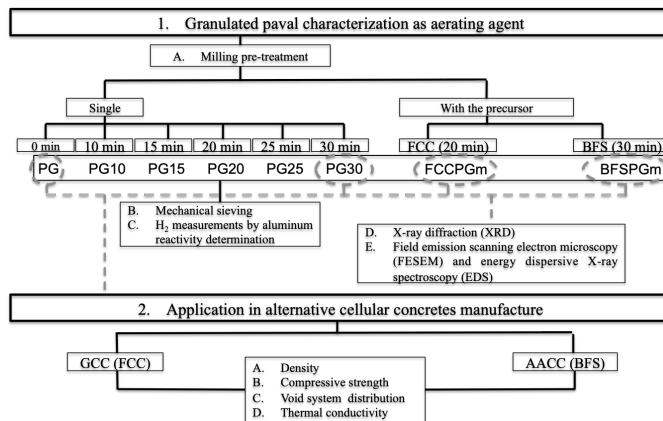 1. Granulated paval characterization as aerating agent
A. Milling pre-treatment
Single
With the precursor
0 min
10 min
15 min
20 min
25 min
30 min
FCC (20 min)
BFS (30 min)
PG
PG10
PG15
PG20
PG25
PG30
FCCPGm
BFSPGm
B. Mechanical sieving
C. H2 measurements by aluminum
reactivity determination
D. X-ray diffraction (XRD)
E. Field emission scanning electron microscopy
(FESEM) and energy dispersive X-ray
spectroscopy (EDS)
2. Application in alternative cellular concretes manufacture
GCC (FCC)
AACC (BFS)
A. Density
B. Compressive strength
C. Void system distribution
D. Thermal conductivity